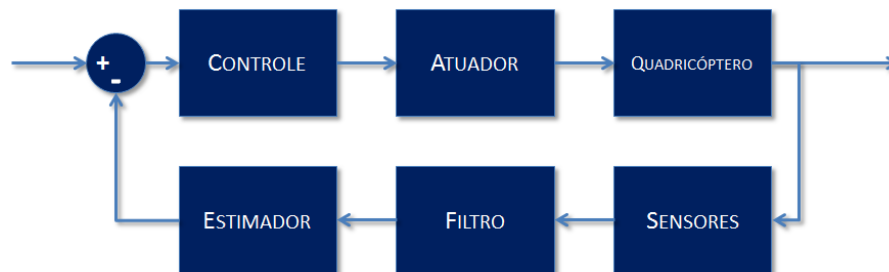 +
-
CONTROLE
ATUADOR
QUADRICÓPTERO
ESTIMADOR
FILTRO
SENSORES